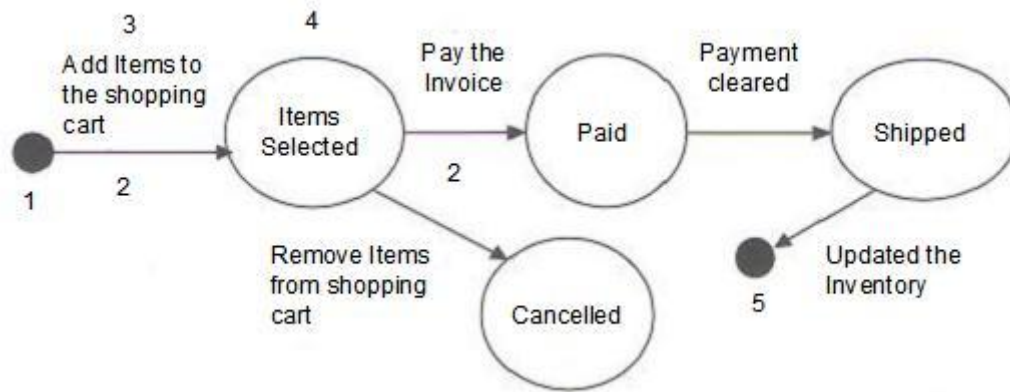 3
4
Add Items to
the shopping
cart
Pay the
Invoice
Payment
cleared
Items
Selected
Paid
Shipped
1
2
2
Remove Items
from shopping
cart
Cancelled
5
Updated the
Inventory